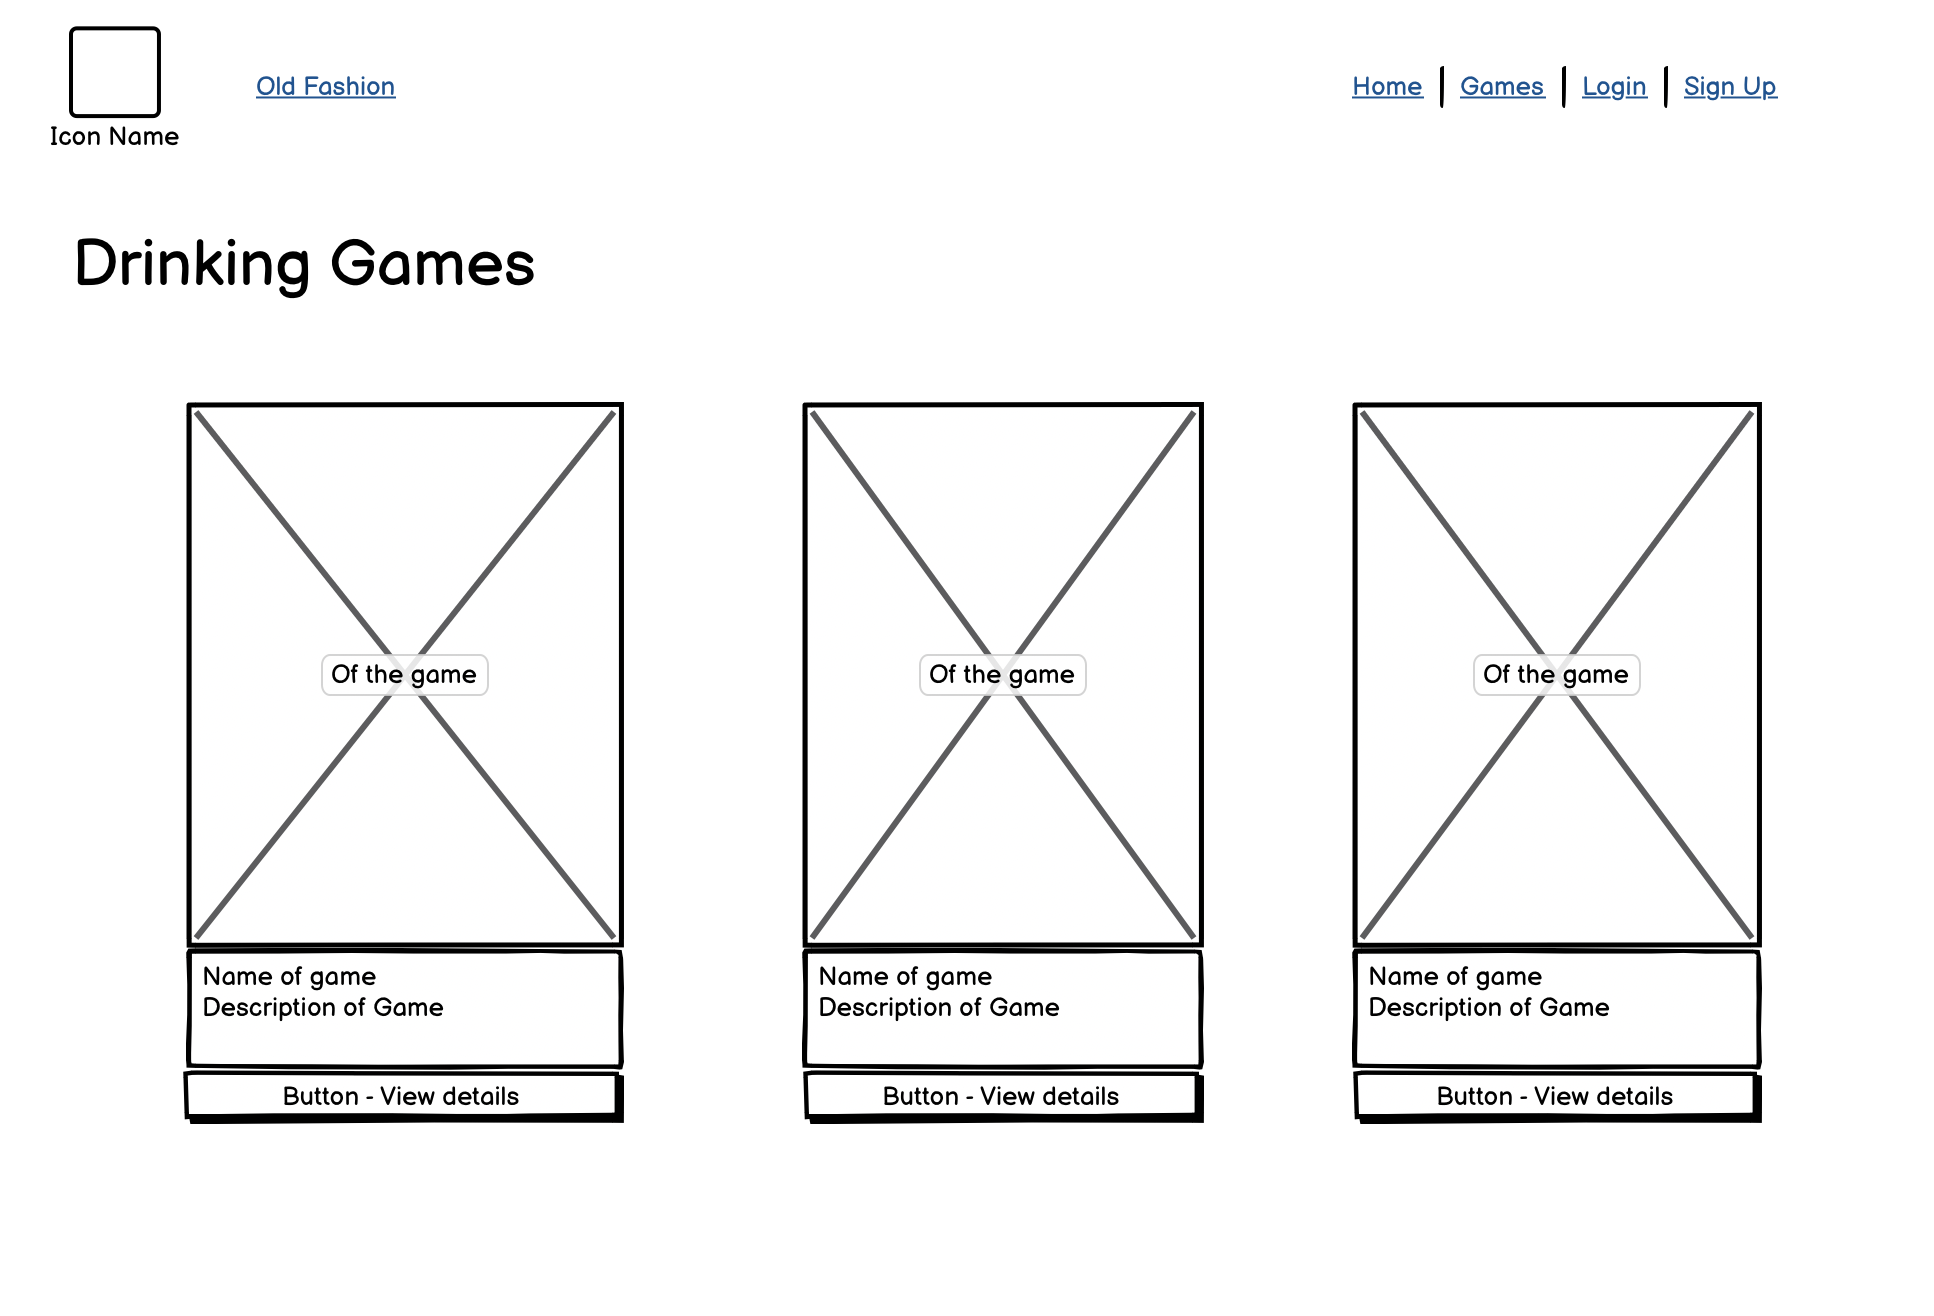 Icon Name
Old Fashion
Home | Games | Login | Sign Up
Drinking Games
Of the game
Of the game
Of the game
Name of game
Description of Game
Name of game
Description of Game
Name of game
Description of Game
Button - View details
Button - View details
Button - View details